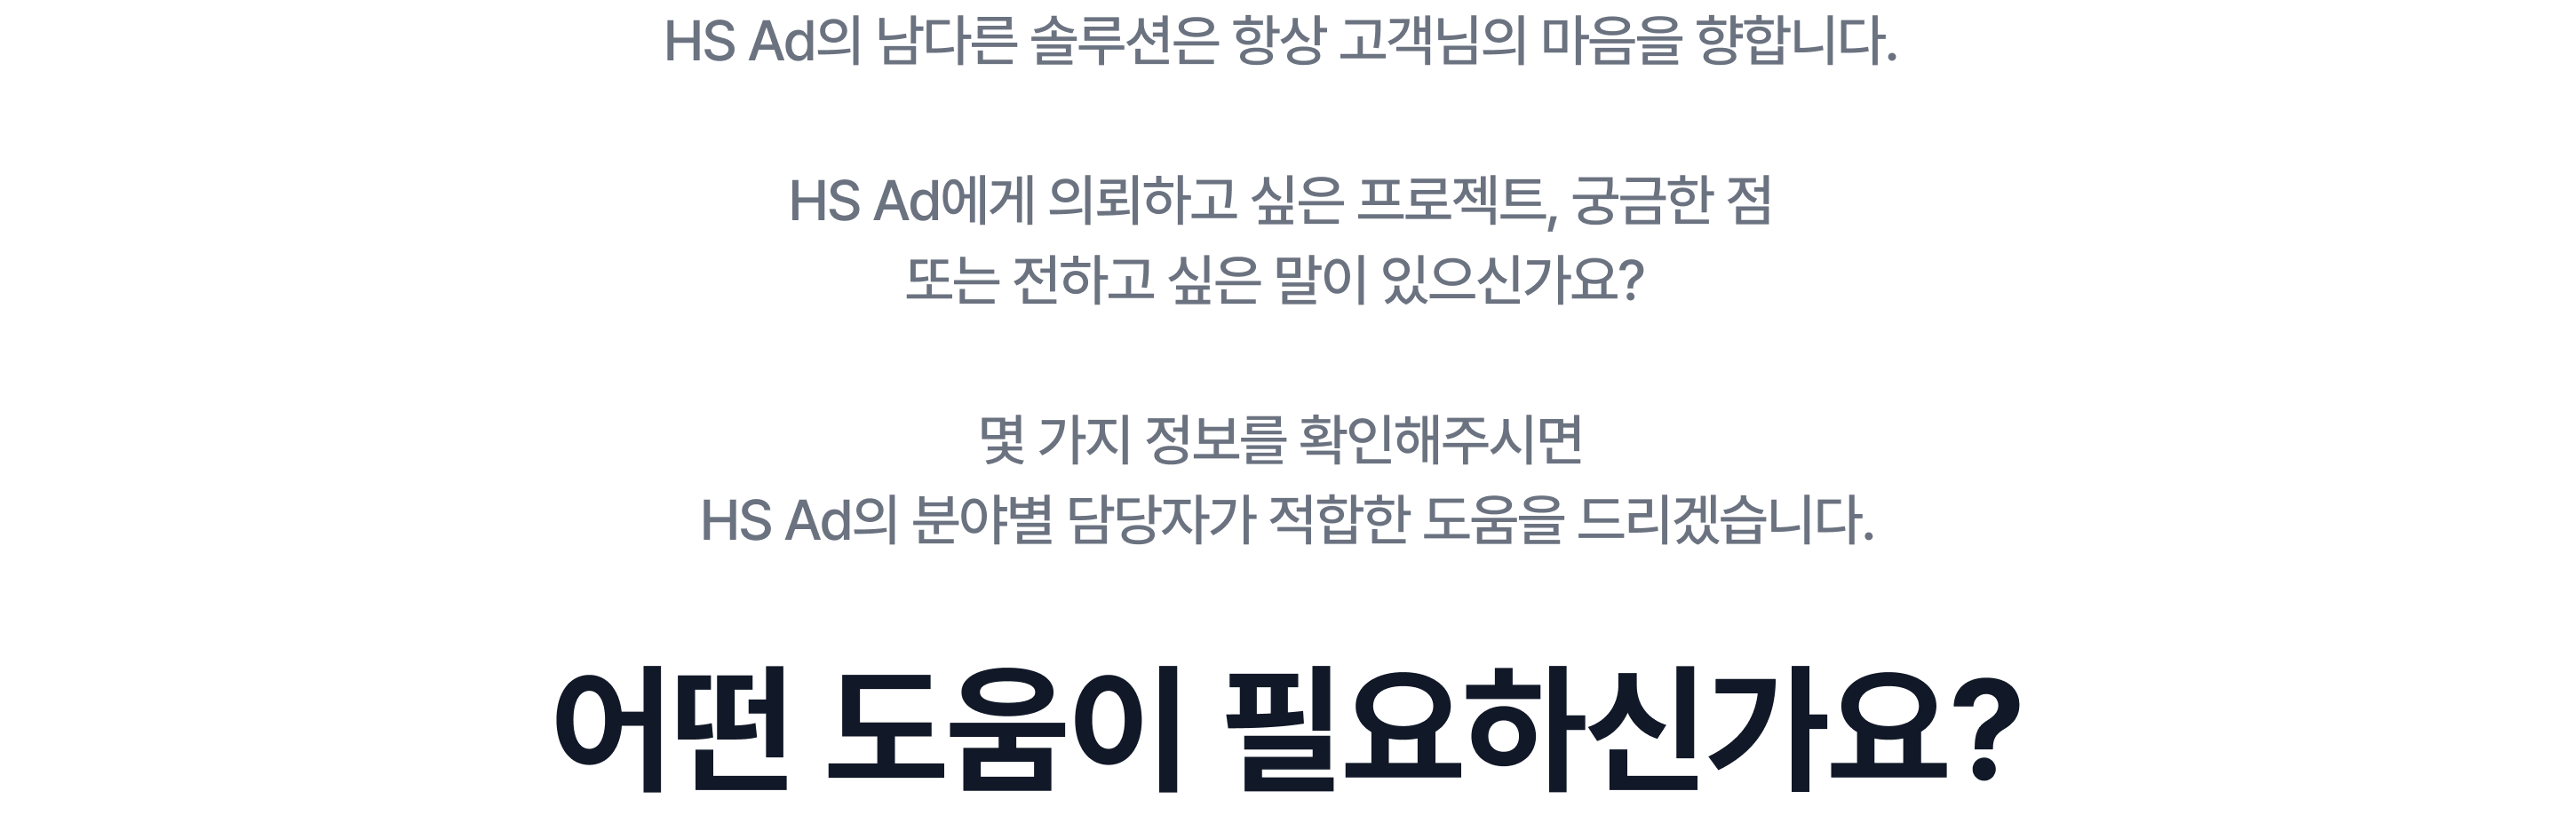 HS Ad의 남다른 솔루션은 항상 고객님의 마음을 향합니다.
HS Ad에게 의뢰하고 싶은 프로젝트, 궁금한 점
또는 전하고 싶은 말이 있으신가요?
몇 가지 정보를 확인해주시면
HS Ad의 분야별 담당자가 적합한 도움을 드리겠습니다.
어떤 도움이 필요하신가요?